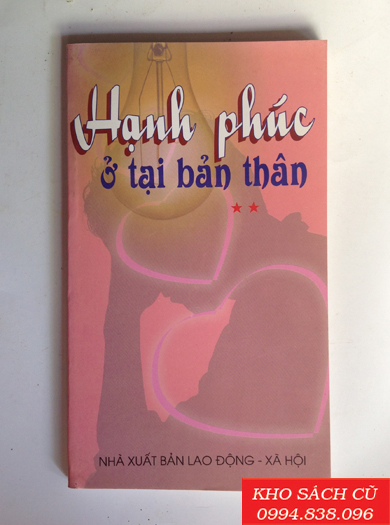 Hạnh phúc
ở tại bản thân
★★
NHÀ XUẤT BẢN LAO ĐỘNG - XÃ HỘI
KHO SÁCH CŨ
0994.838.096